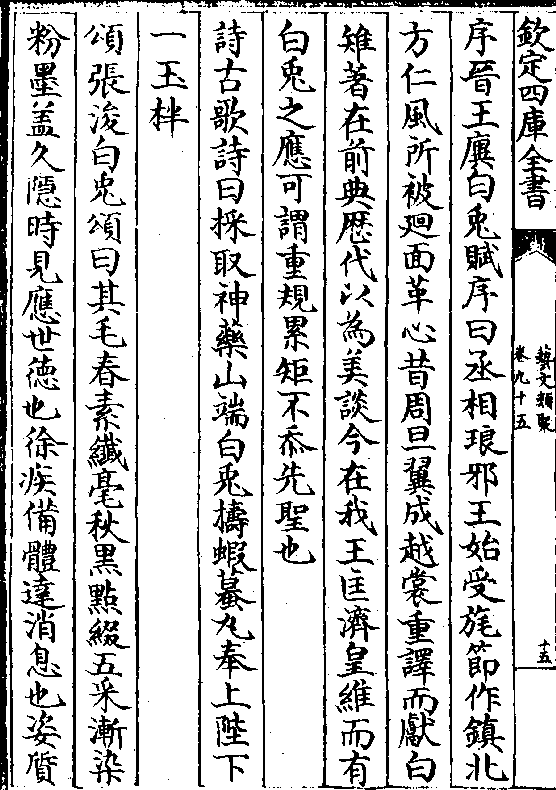 欽定四庫全書
藝文類聚
卷九十五
十五
序晉王廙白兎賦序曰丞相琅邪王始受旄節作鎮北
方仁風所被廻面革心昔周旦翼成越裳重譯而獻白
雉著在前典歴代以為美談今在我王匡濟皇維而有
白兎之應可謂重規累矩不忝先聖也
詩古歌詩曰採取神藥山端白兎擣蝦蟇丸奉上陛下
一玉柈
頌張浚白兎頌曰其毛春素纎毫秋黒點綴五采漸染
粉墨盖久隱時見應世徳也徐疾備體達消息也姿質